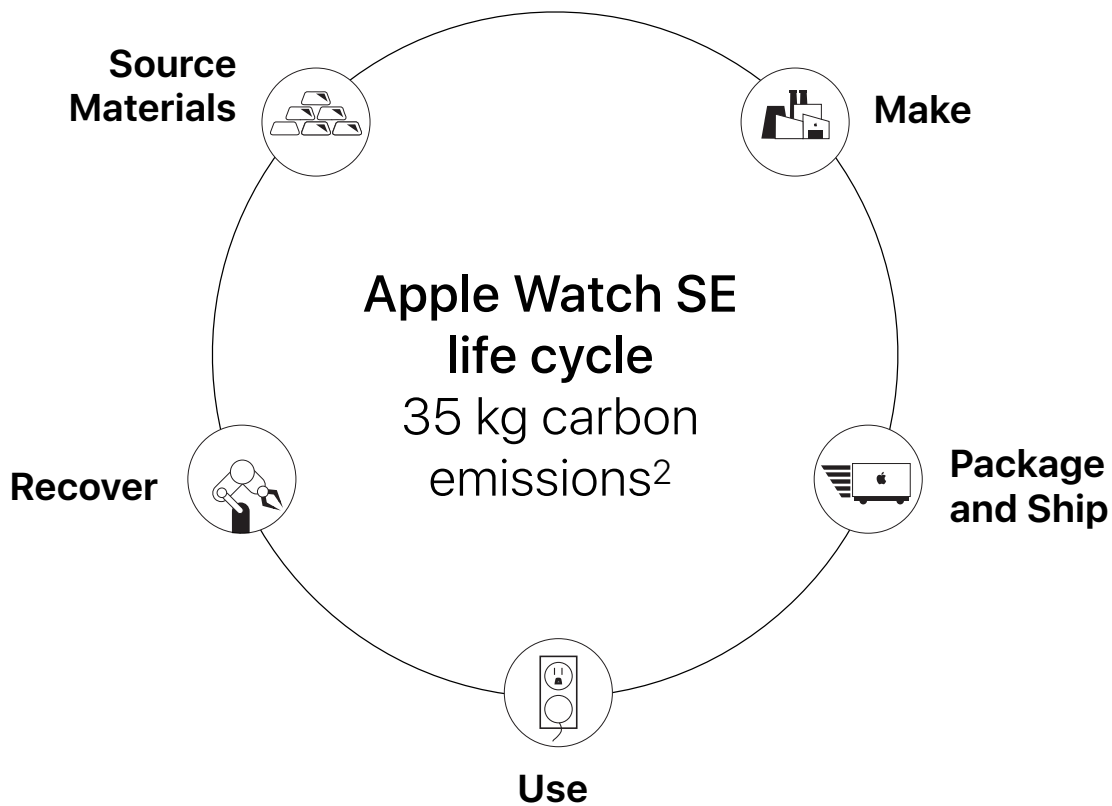 Source
Materials
Make
Apple Watch SE
life cycle
35 kg carbon
emissions²
Recover
Package
and Ship
Use